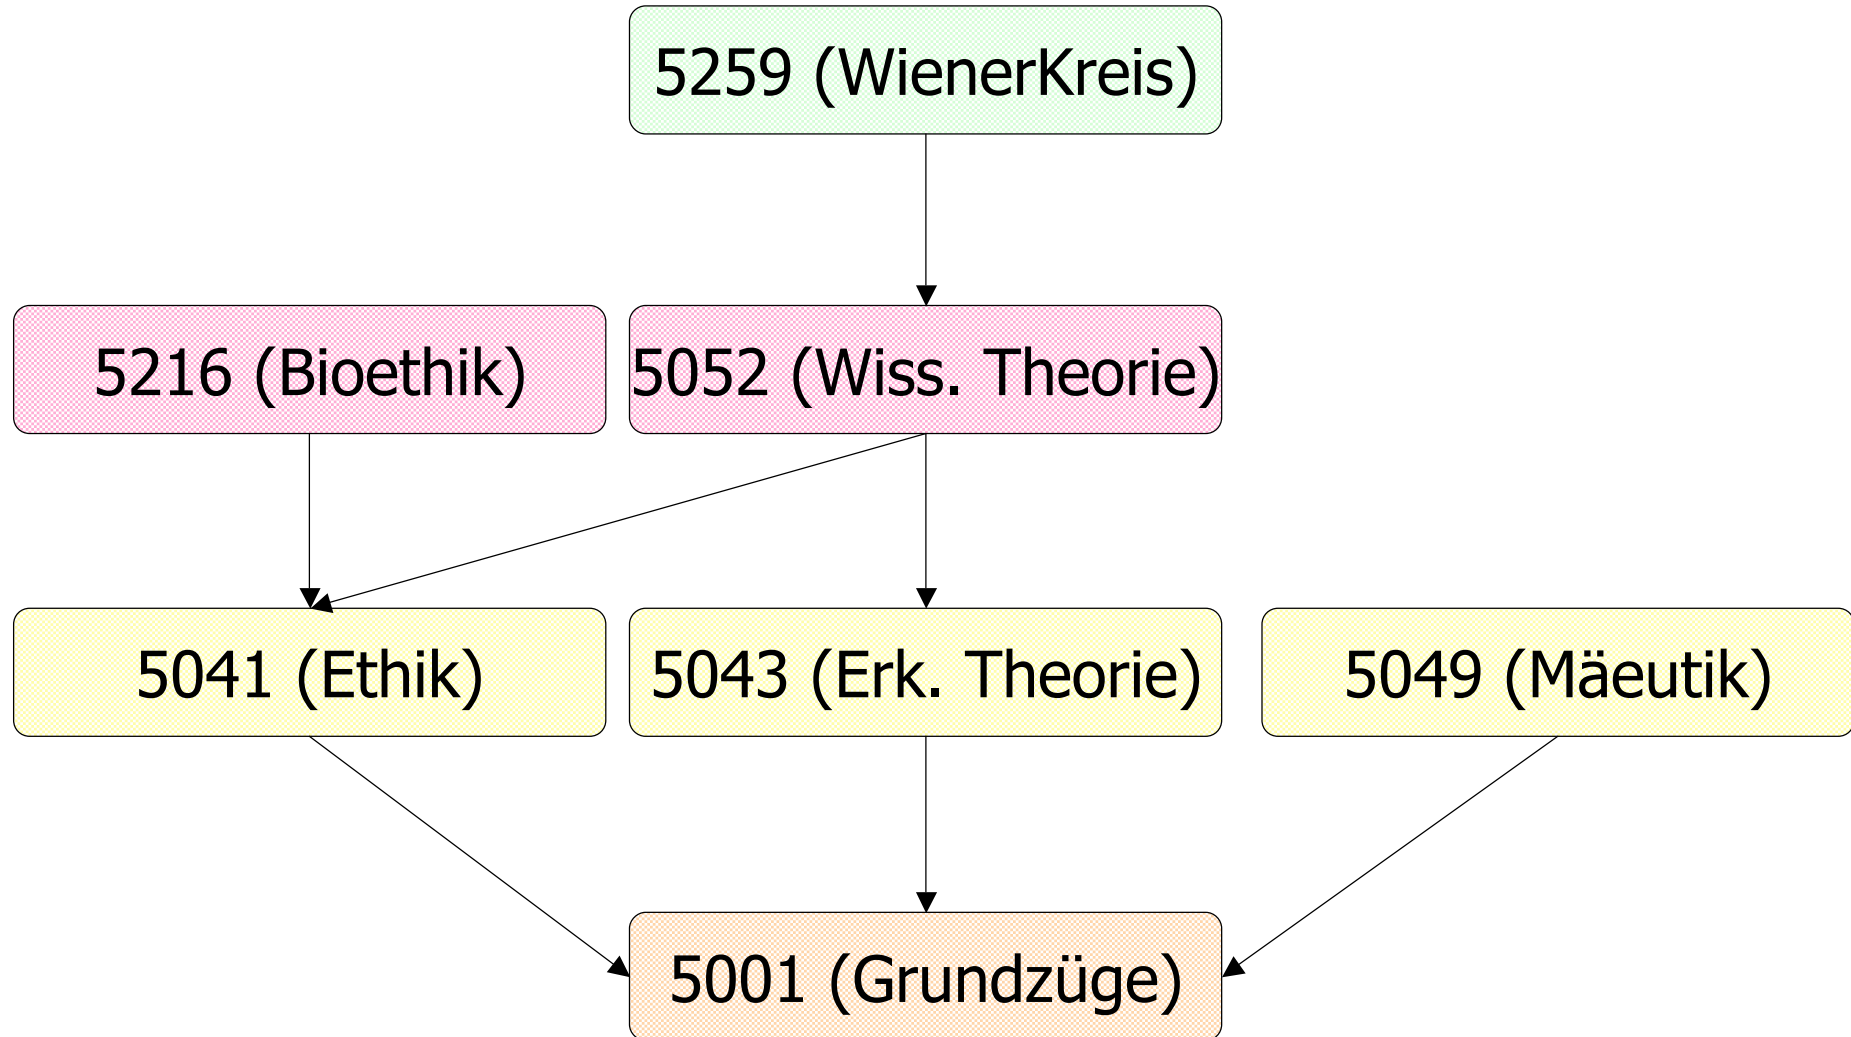 5259 (WienerKreis)
5216 (Bioethik)
5052 (Wiss. Theorie)
5041 (Ethik)
5043 (Erk. Theorie)
5049 (Mäeutik)
5001 (Grundzüge)